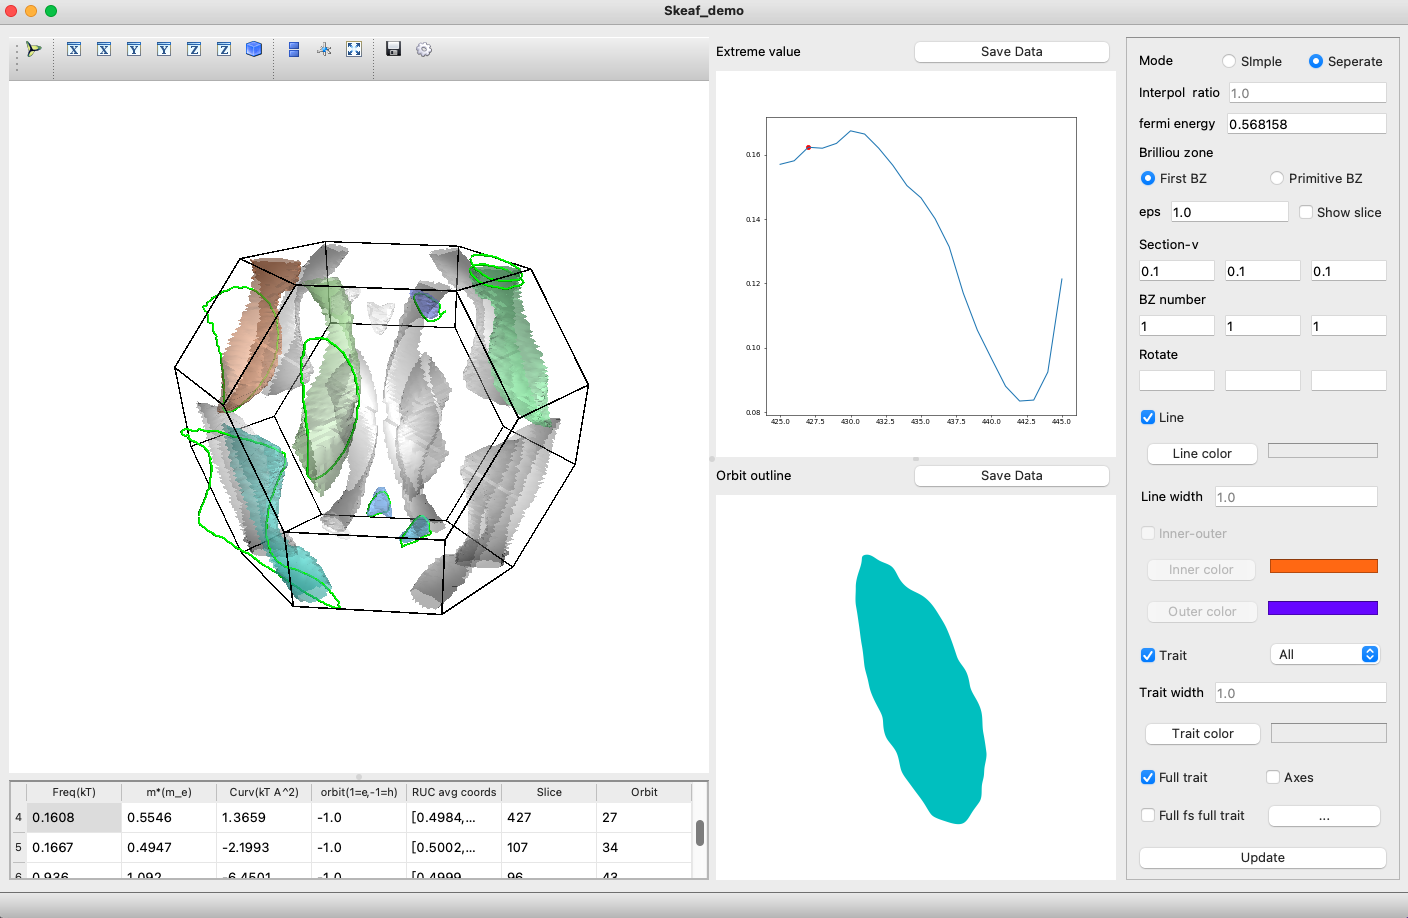 Skeaf_demo
X X Y Y Z Z
Extreme value
Save Data
0.16
0.14
0.12
0.10
0.08
425.0 427.5 430.0 432.5 435.0 437.5 440.0 442.5 445.0
Orbit outline
Save Data
Freq(kT) m*(m_e) Curv(kT A^2) orbit(1=e,-1=h) RUC avg coords Slice Orbit
4 0.1608 0.5546 1.3659 -1.0 [0.4984,... 427 27
5 0.1667 0.4947 -2.1993 -1.0 [0.5002,... 107 34
6 0.936 1.092 -6.4501 -1.0 [0.4999 96 43
Mode SImple Seperate
Interpol ratio 1.0
fermi energy 0.568158
Brilliou zone
First BZ Primitive BZ
eps 1.0 Show slice
Section-v
0.1 0.1 0.1
BZ number
1 1 1
Rotate
Line
Line color
Line width 1.0
Inner-outer
Inner color
Outer color
Trait All
Trait width 1.0
Trait color
Full trait Axes
Full fs full trait ...
Update